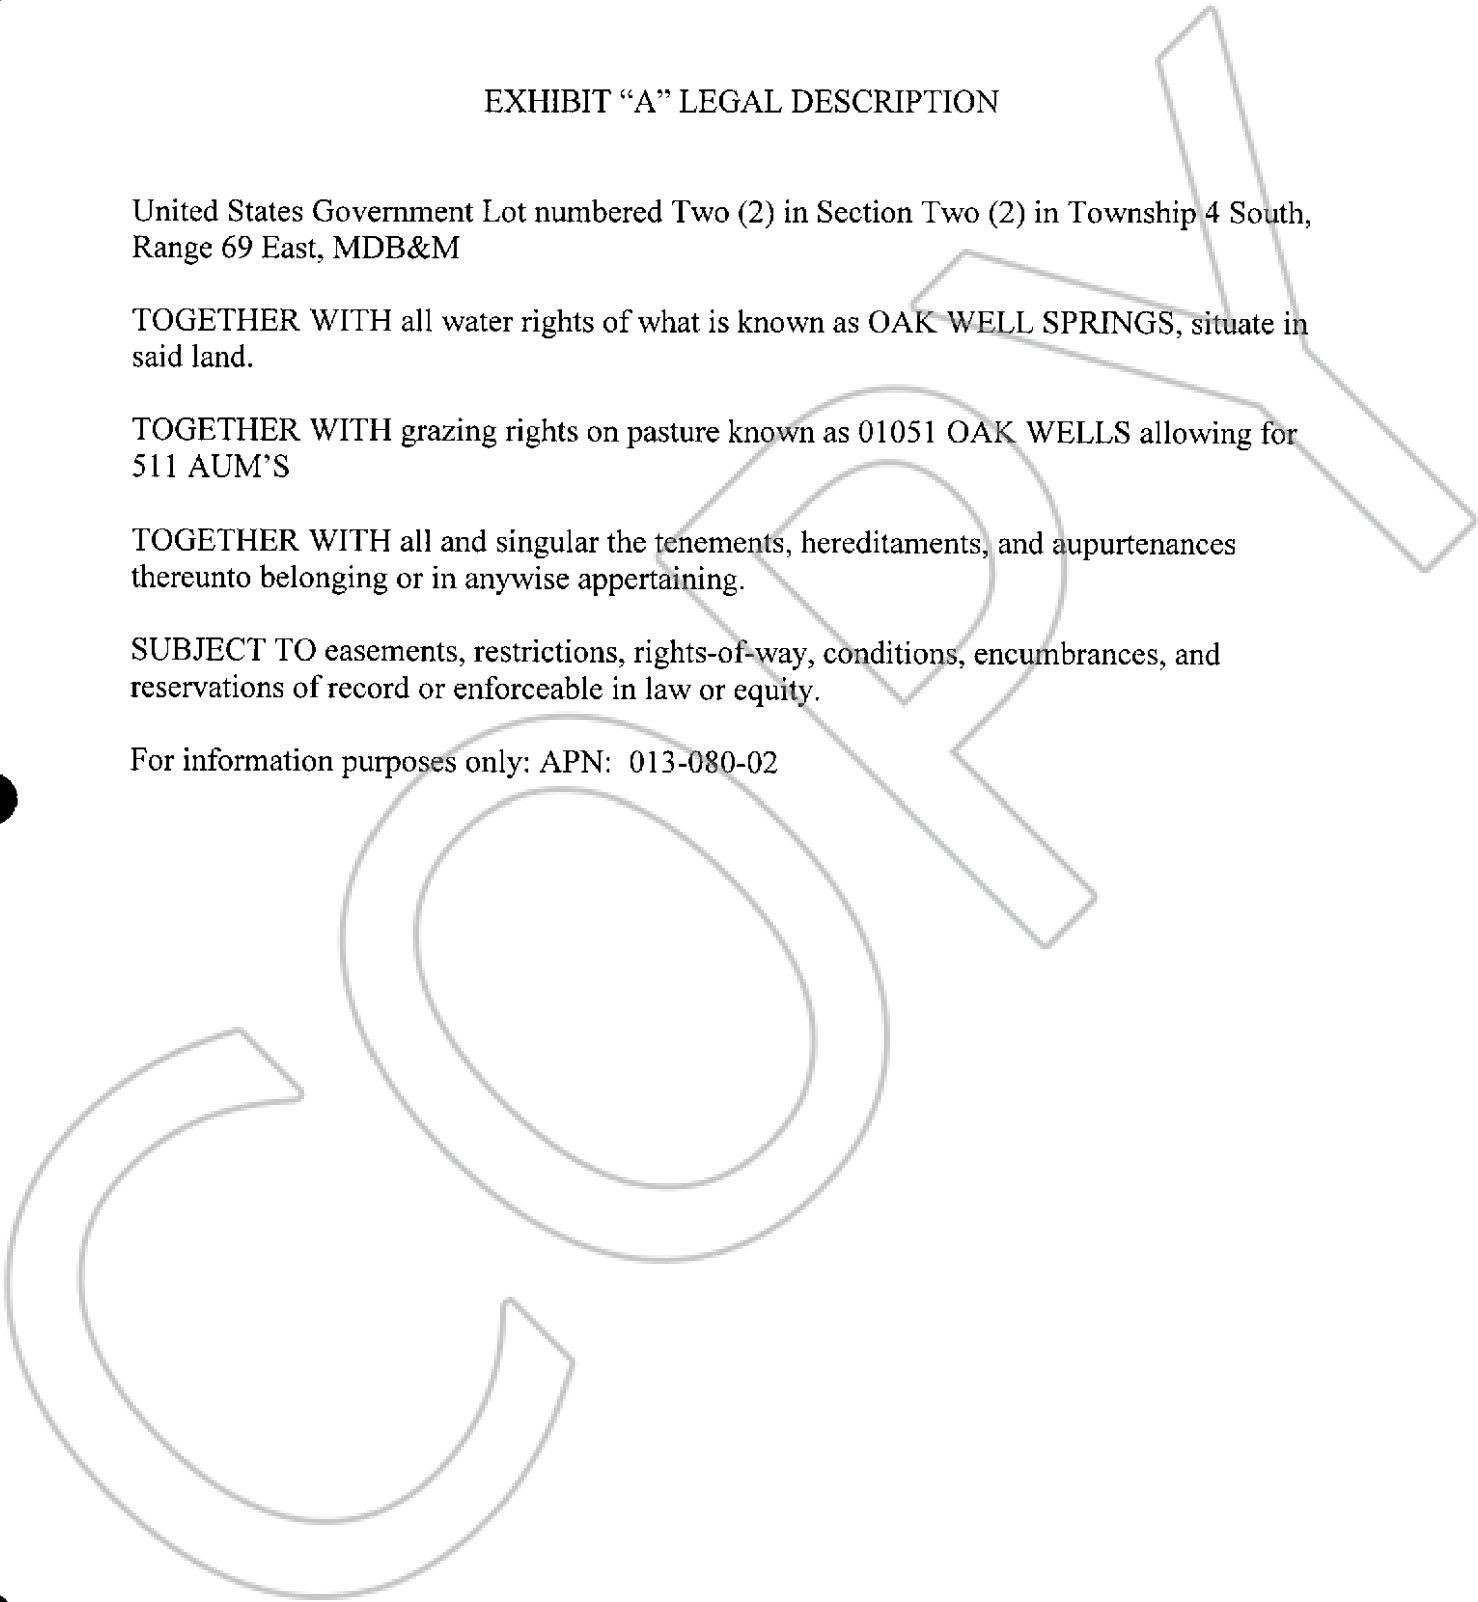 EXHIBIT “A” LEGAL DESCRIPTION
United States Government Lot numbered Two (2) in Section Two (2) in Township 4 South,
Range 69 East, MDB&M
TOGETHER WITH all water rights of what is known as OAK WELL SPRINGS, situate in
said land.
TOGETHER WITH grazing rights on pasture known as 01051 OAK WELLS allowing for
511 AUM’S
TOGETHER WITH all and singular the tenements, hereditaments, and aupurtenances
thereunto belonging or in anywise appertaining.
SUBJECT TO easements, restrictions, rights-of-way, conditions, encumbrances, and
reservations of record or enforceable in law or equity.
For information purposes only: APN: 013-080-02
COPY